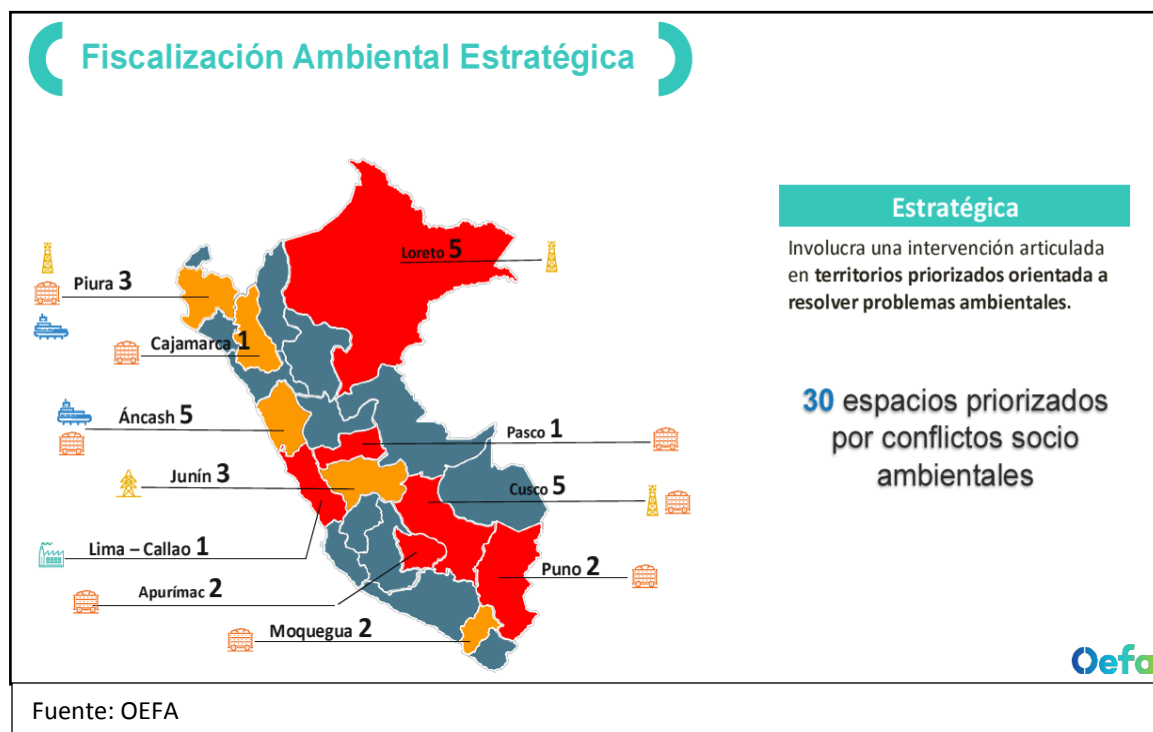 Fiscalización Ambiental Estratégica
Loreto 5
Piura 3
Cajamarca 1
Áncash 5
Pasco 1
Junín 3
Cusco 5
Lima – Callao 1
Puno 2
Apurímac 2
Moquegua 2
Estratégica
Involucra una intervención articulada
en territorios priorizados orientada a
resolver problemas ambientales.
30 espacios priorizados
por conflictos socio
ambientales
Oefa
Fuente: OEFA